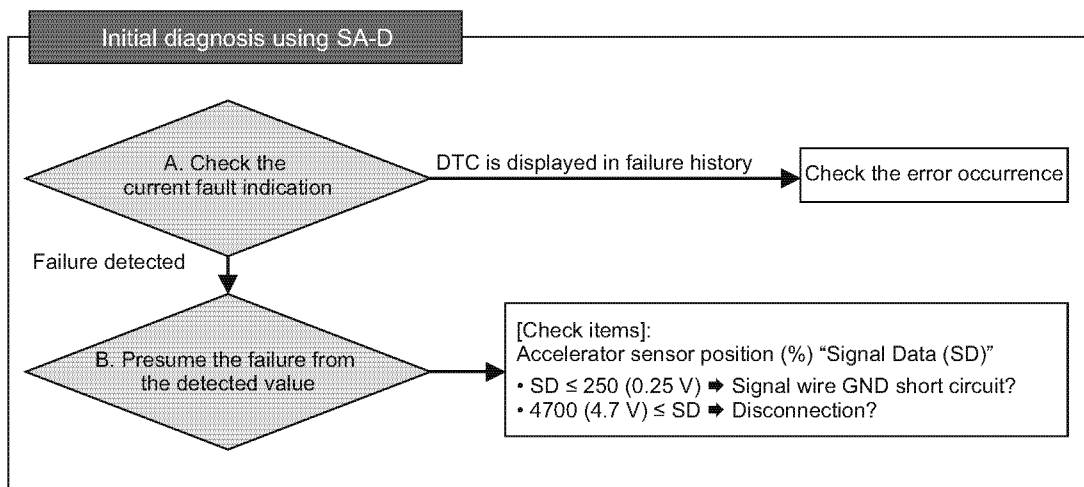 Initial diagnosis using SA-D
A. Check the
current fault indication
DTC is displayed in failure history
Check the error occurrence
Failure detected
B. Presume the failure from
the detected value
[Check items]:
Accelerator sensor position (%) “Signal Data (SD)”
• SD ≤ 250 (0.25 V) ➡ Signal wire GND short circuit?
• 4700 (4.7 V) ≤ SD ➡ Disconnection?